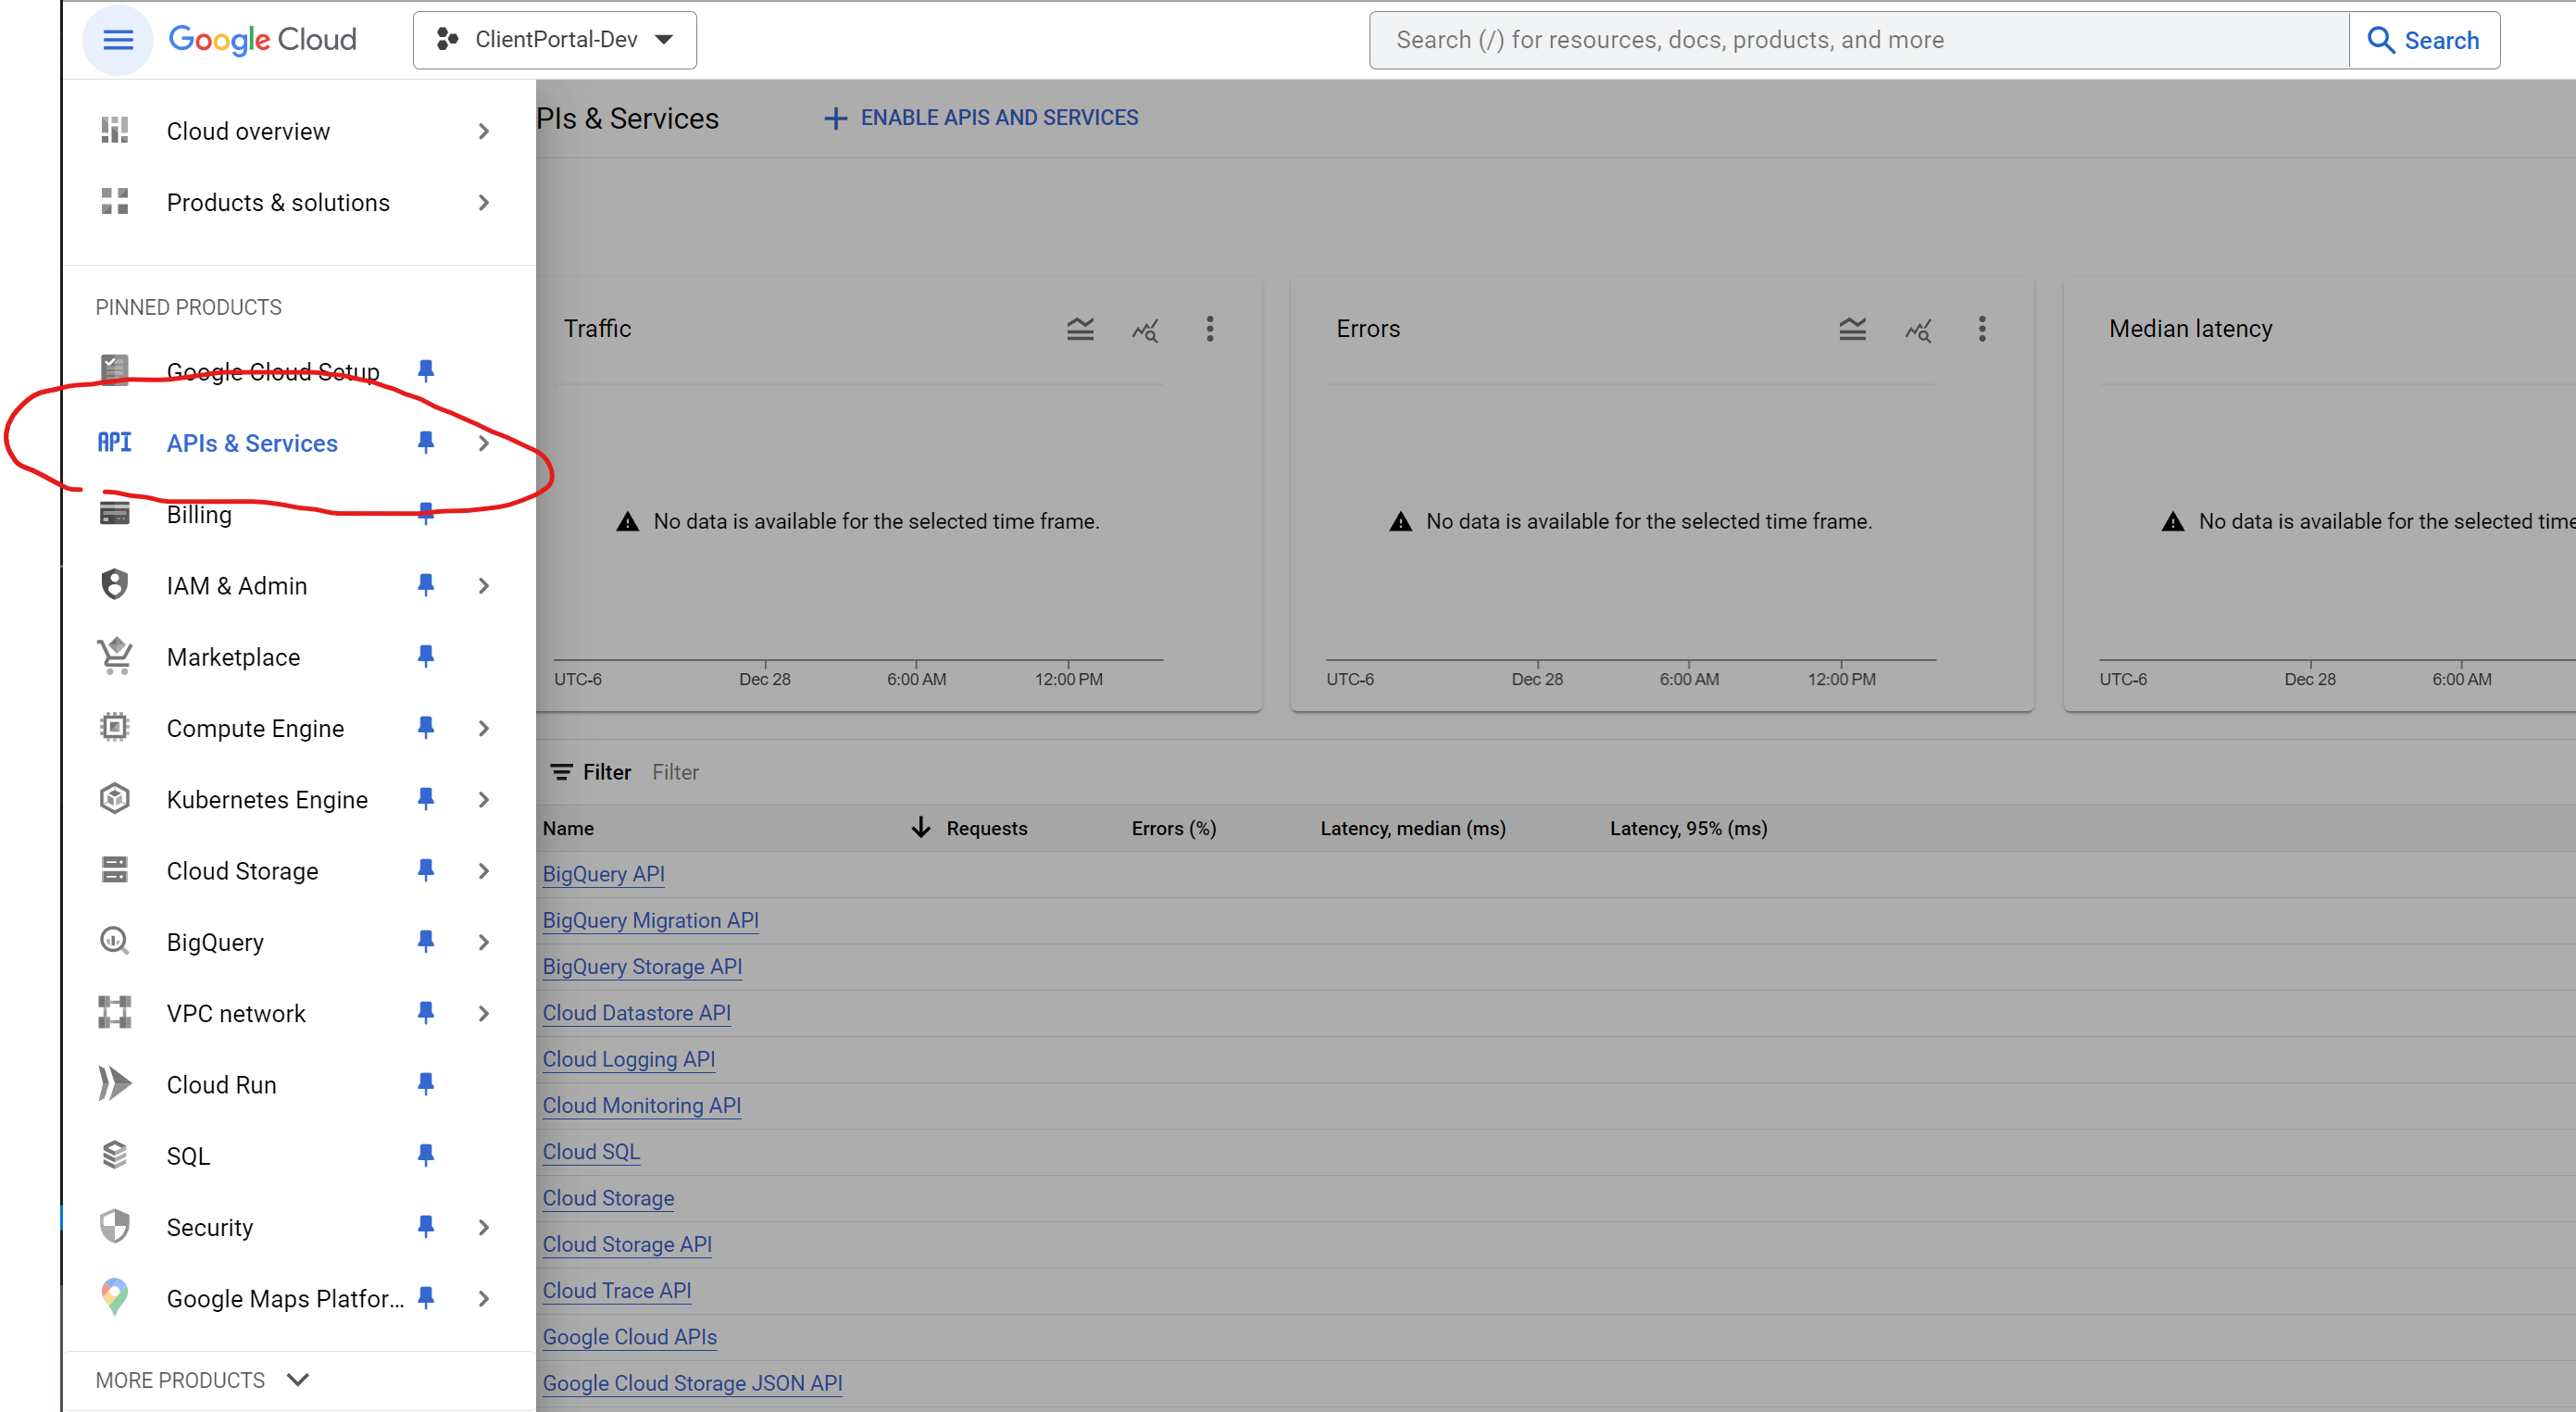 Google Cloud
ClientPortal-Dev
Search (/) for resources, docs, products, and more
Search
Cloud overview
Products & solutions
PINNED PRODUCTS
Google Cloud Setup
API APIs & Services
Billing
IAM & Admin
Marketplace
Compute Engine
Kubernetes Engine
Cloud Storage
BigQuery
VPC network
Cloud Run
SQL
Security
Google Maps Platfor...
MORE PRODUCTS
PIs & Services
ENABLE APIS AND SERVICES
Traffic
No data is available for the selected time frame.
UTC-6 Dec 28 6:00 AM 12:00 PM
Errors
No data is available for the selected time frame.
UTC-6 Dec 28 6:00 AM 12:00 PM
Median latency
No data is available for the selected time
UTC-6 Dec 28 6:00 AM
Filter Filter
Name Requests Errors (%) Latency, median (ms) Latency, 95% (ms)
BigQuery API
BigQuery Migration API
BigQuery Storage API
Cloud Datastore API
Cloud Logging API
Cloud Monitoring API
Cloud SQL
Cloud Storage
Cloud Storage API
Cloud Trace API
Google Cloud APIs
Google Cloud Storage JSON API